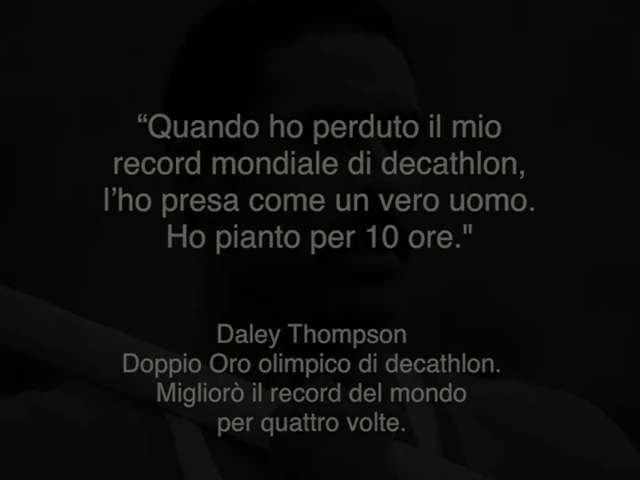 “Quando ho perduto il mio
record mondiale di decathlon,
l’ho presa come un vero uomo.
Ho pianto per 10 ore."
Daley Thompson
Doppio Oro olimpico di decathlon.
Migliorò il record del mondo
per quattro volte.